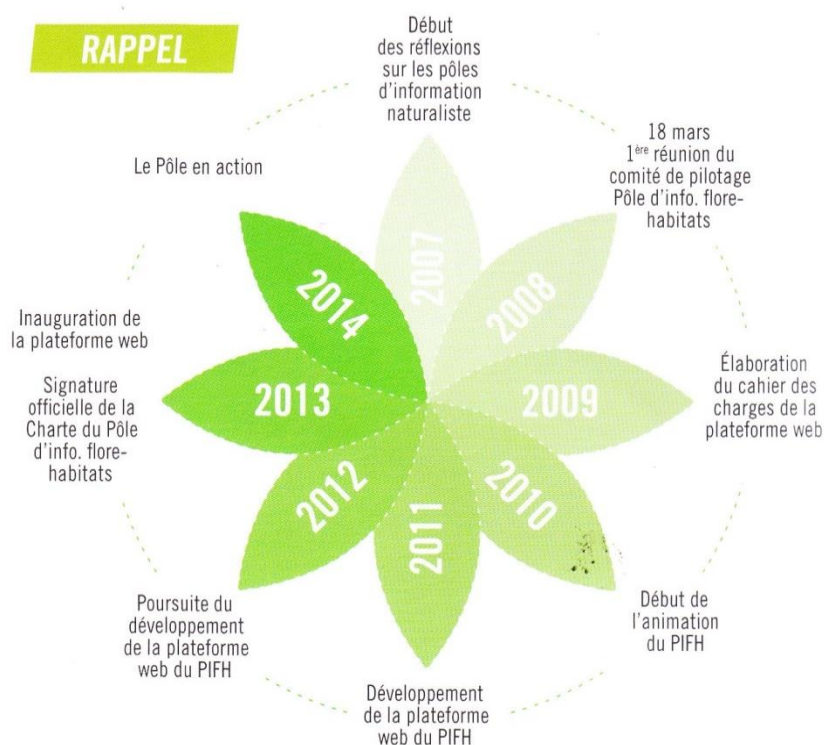 RAPPEL
Début
des réflexions
sur les pôles
d'information
naturaliste
2007
18 mars
1ère réunion du
comité de pilotage
Pôle d'info. flore-
habitats
2008
Élaboration
du cahier des
charges de la
plateforme web
2009
Début de
l'animation
du PIFH
2010
Développement
de la plateforme
web du PIFH
2011
Poursuite du
développement
de la plateforme
web du PIFH
2012
Inauguration de
la plateforme web
Signature
officielle de la
Charte du Pôle
d'info. flore-
habitats
2013
Le Pôle en action
2014